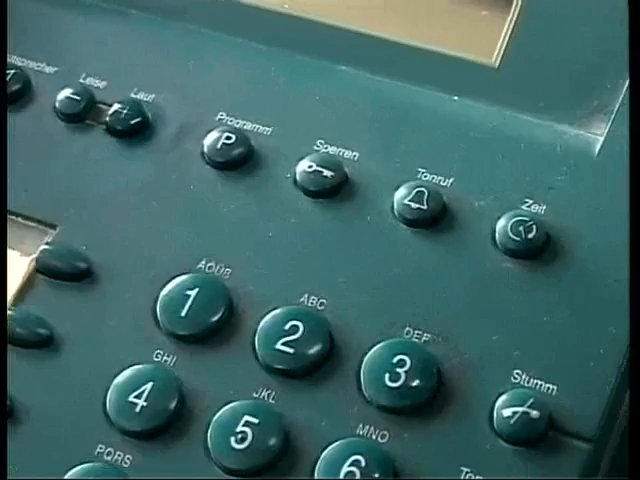 Leise
Laut
Programm
P
Sperren
Tonruf
Zeit
ÄÖÜß
1
ABC
2
DEF
3
GHI
4
JKL
5
MNO
6
Stumm
PQRS